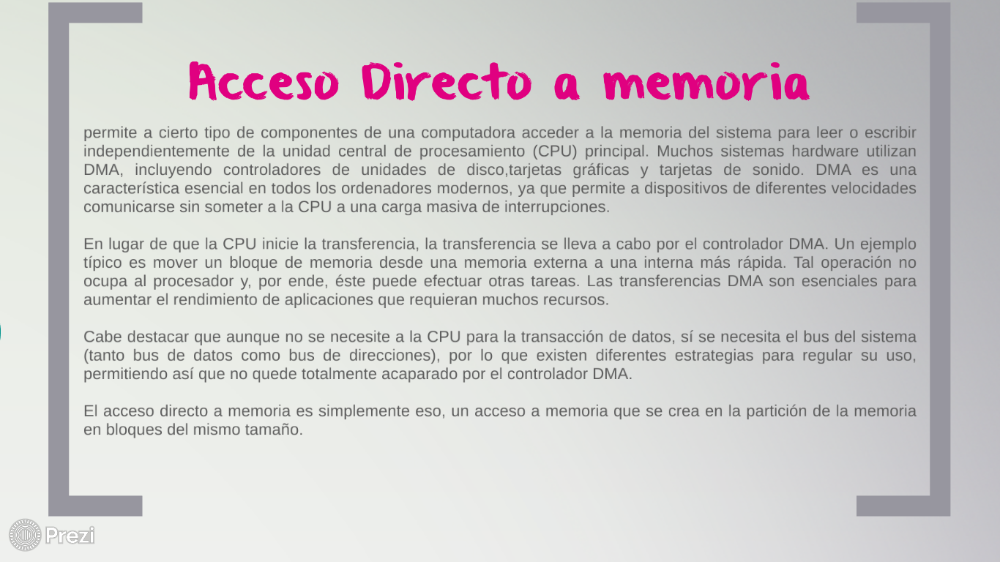 Acceso Directo a memoria
permite a cierto tipo de componentes de una computadora acceder a la memoria del sistema para leer o escribir
independientemente de la unidad central de procesamiento (CPU) principal. Muchos sistemas hardware utilizan
DMA, incluyendo controladores de unidades de disco,tarjetas gráficas y tarjetas de sonido. DMA es una
característica esencial en todos los ordenadores modernos, ya que permite a dispositivos de diferentes velocidades
comunicarse sin someter a la CPU a una carga masiva de interrupciones.
En lugar de que la CPU inicie la transferencia, la transferencia se lleva a cabo por el controlador DMA. Un ejemplo
típico es mover un bloque de memoria desde una memoria externa a una interna más rápida. Tal operación no
ocupa al procesador y, por ende, éste puede efectuar otras tareas. Las transferencias DMA son esenciales para
aumentar el rendimiento de aplicaciones que requieran muchos recursos.
Cabe destacar que aunque no se necesite a la CPU para la transacción de datos, sí se necesita el bus del sistema
(tanto bus de datos como bus de direcciones), por lo que existen diferentes estrategias para regular su uso,
permitiendo así que no quede totalmente acaparado por el controlador DMA.
El acceso directo a memoria es simplemente eso, un acceso a memoria que se crea en la partición de la memoria
en bloques del mismo tamaño.
Prezi